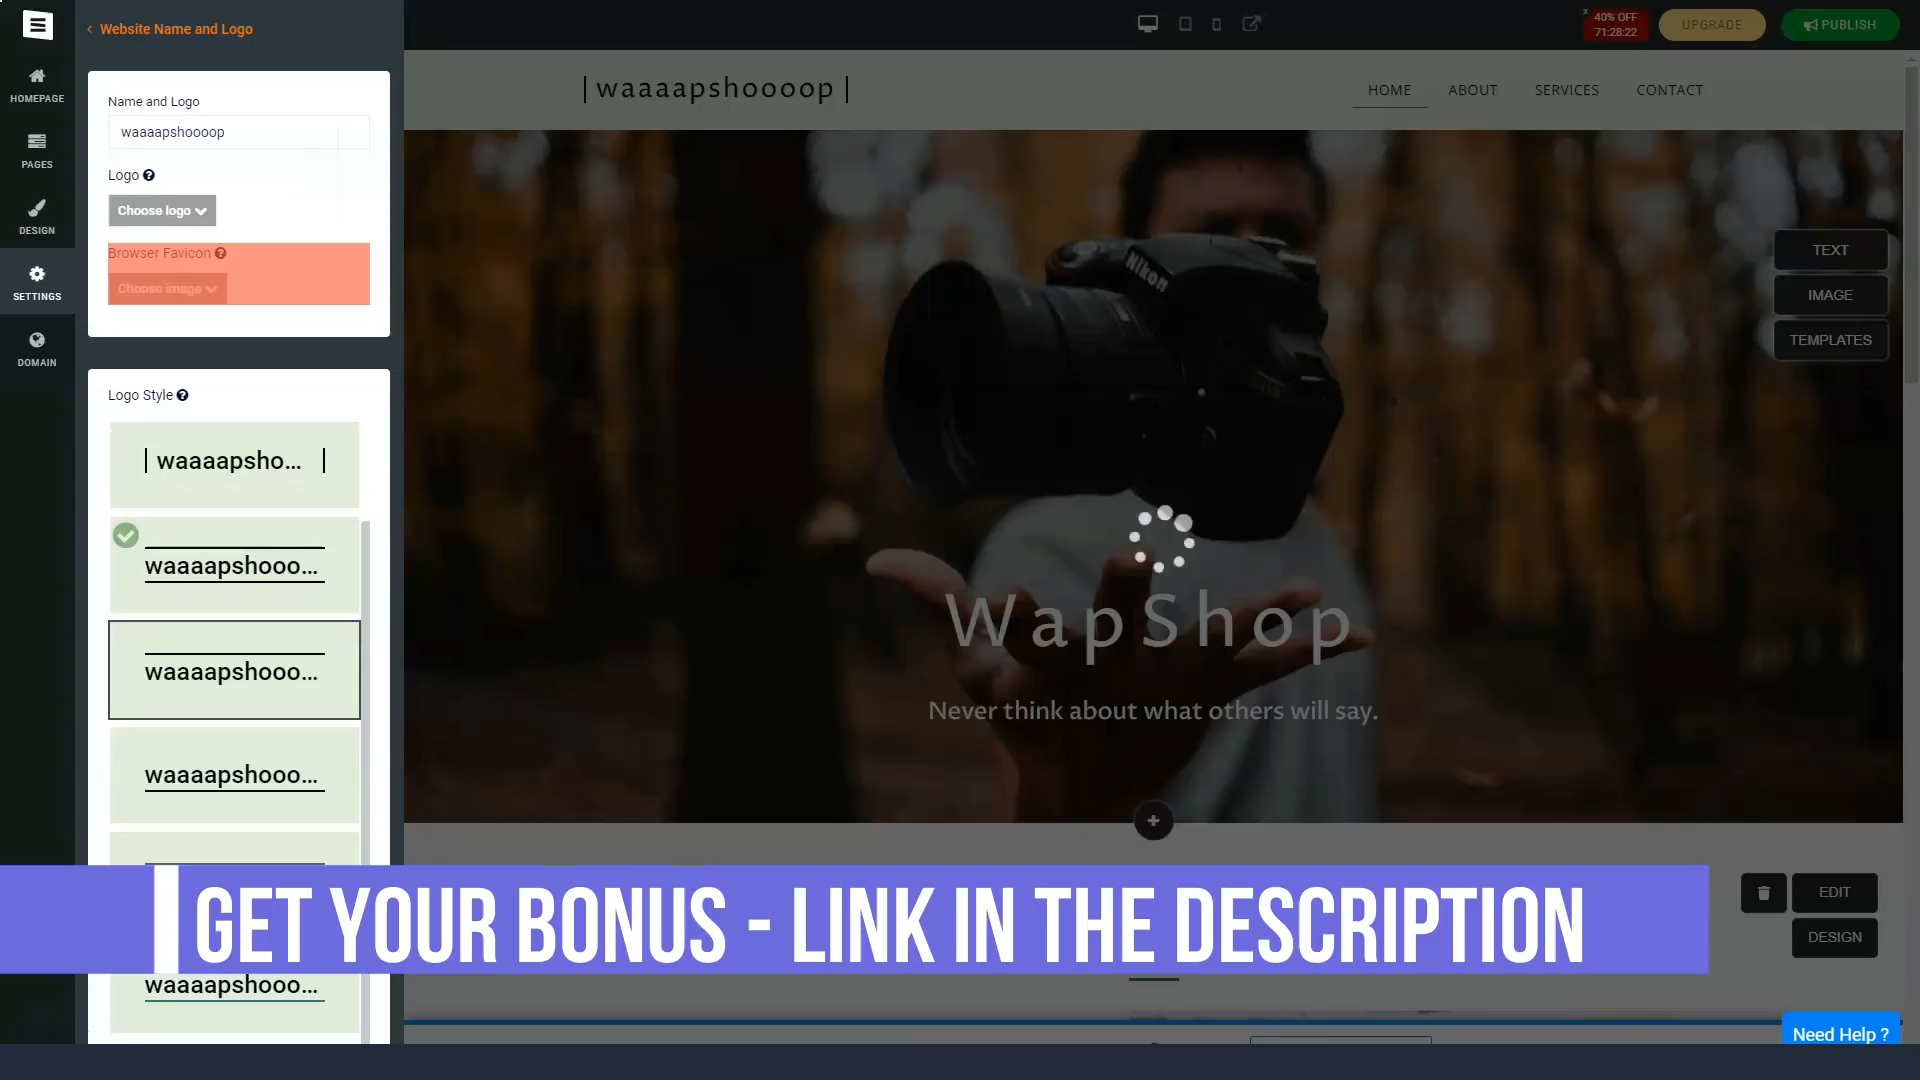 Website Name and Logo
40% OFF
71:28:22
UPGRADE
PUBLISH
HOMEPAGE
PAGES
DESIGN
SETTINGS
DOMAIN
Name and Logo
waaaapshoooop
Logo
Choose logo
Browser Favicon
Choose image
Logo Style
| waaaapsho... |
waaaapshooo...
waaaapshooo...
waaaapshooo...
waaaapshooo...
| waaaapshoooop |
HOME ABOUT SERVICES CONTACT
Nikon
TEXT
IMAGE
TEMPLATES
WapShop
Never think about what others will say.
EDIT
DESIGN
GET YOUR BONUS - LINK IN THE DESCRIPTION
Need Help ?